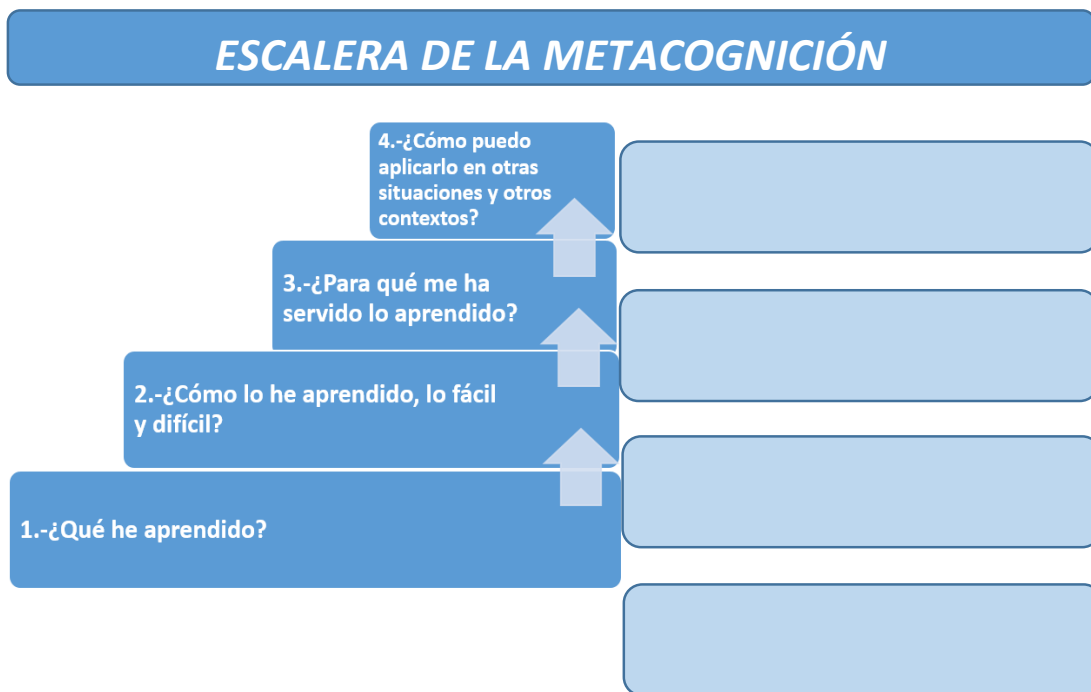 ESCALERA DE LA METACOGNICIÓN
4.-¿Cómo puedo
aplicarlo en otras
situaciones y otros
contextos?
3.-¿Para qué me ha
servido lo aprendido?
2.-¿Cómo lo he aprendido, lo fácil
y difícil?
1.-¿Qué he aprendido?